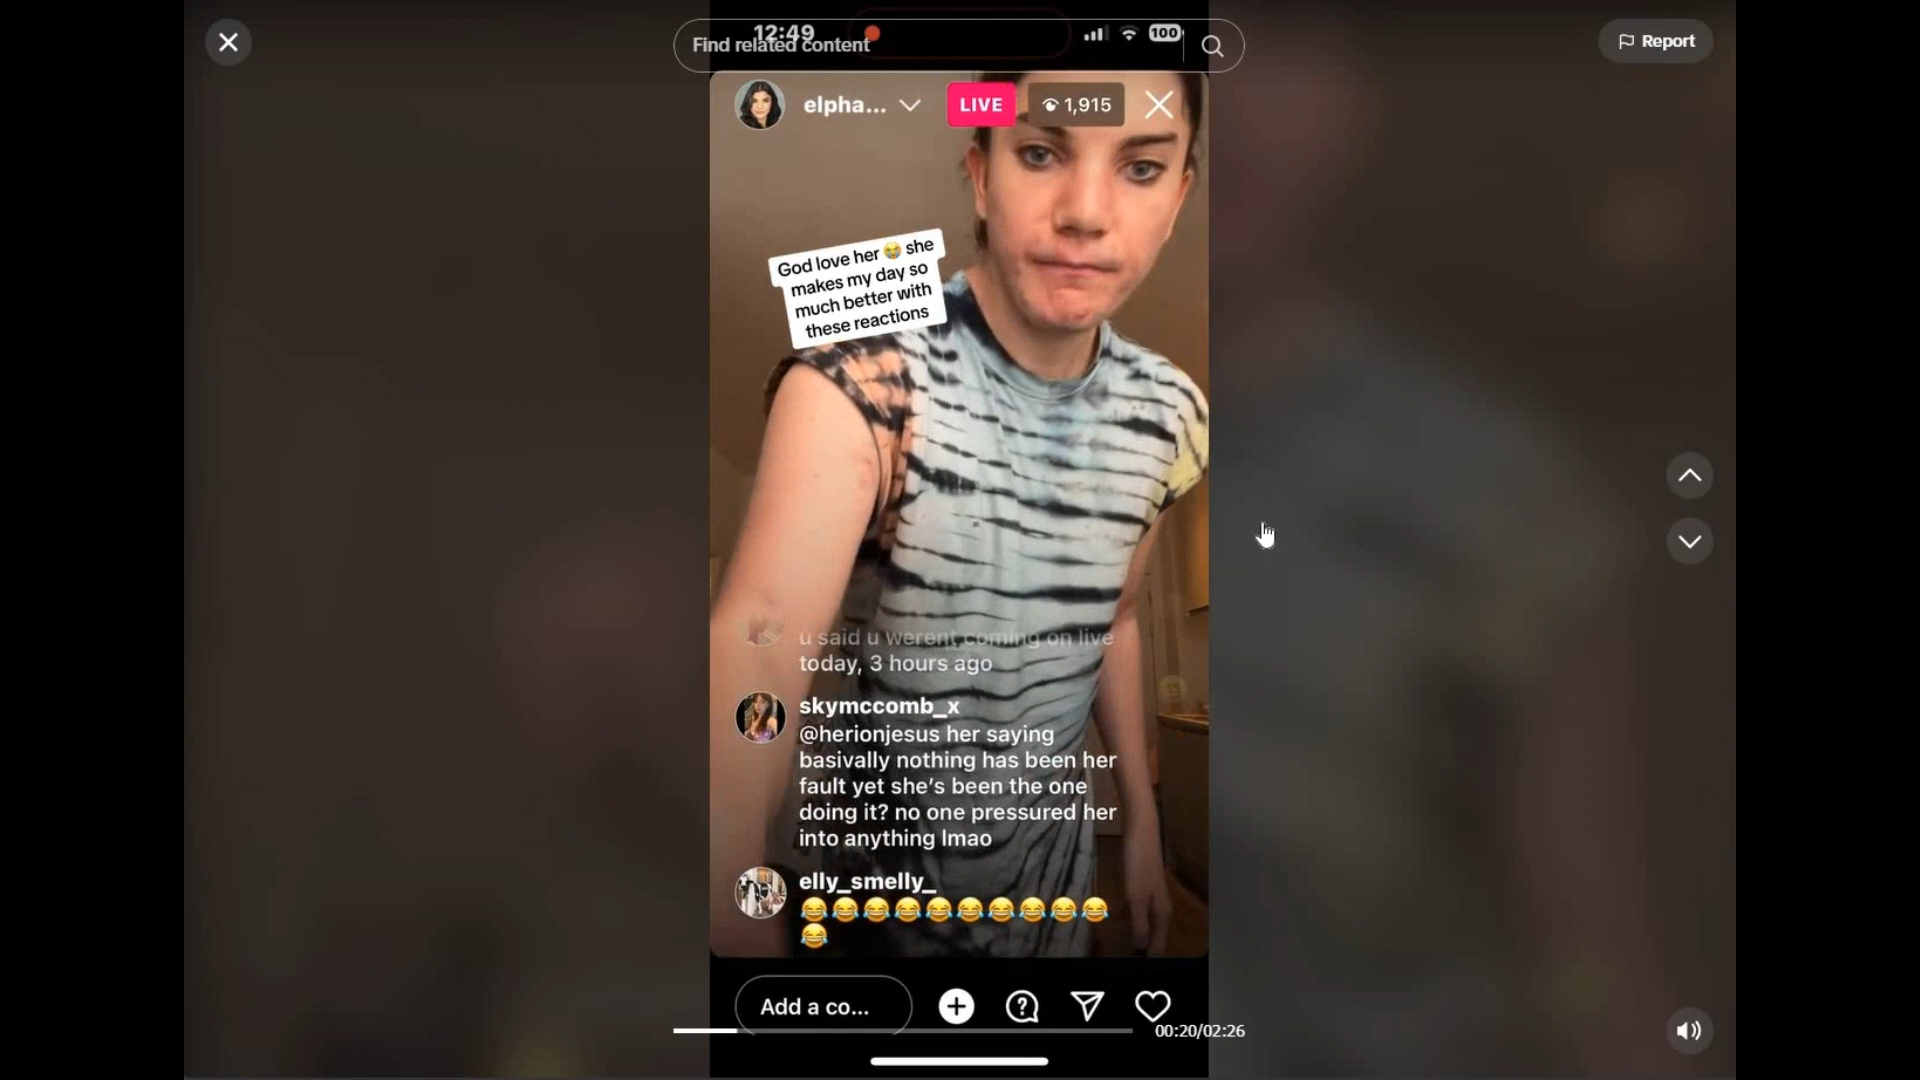 12:49
100
Find related content
Report
elpha...
LIVE
1,915
God love her 😭 she
makes my day so
much better with
these reactions
u said u werent coming on live
today, 3 hours ago
skymccomb_x
@herionjesus her saying
basivally nothing has been her
fault yet she's been the one
doing it? no one pressured her
into anything lmao
elly_smelly_
😂😂😂😂😂😂😂😂😂😂
😂
Add a co...
00:20/02:26